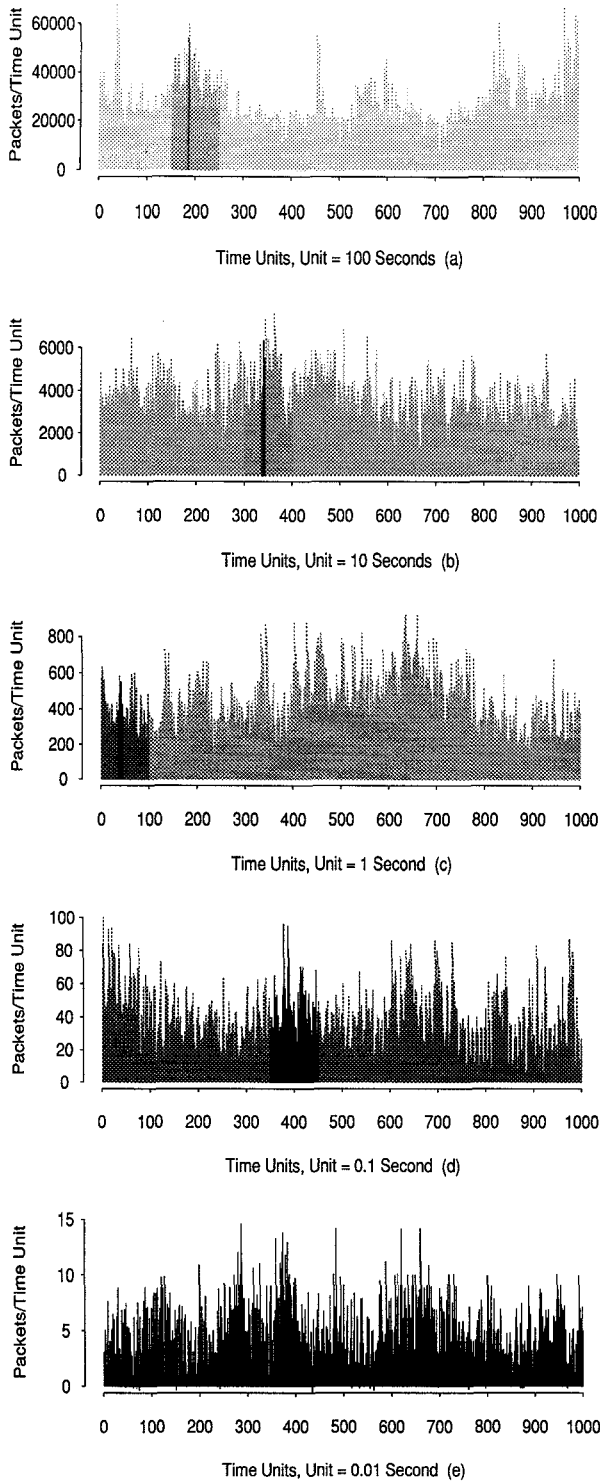 Packets/Time Unit
60000
40000
20000
0
0 100 200 300 400 500 600 700 800 900 1000
Time Units, Unit = 100 Seconds (a)
Packets/Time Unit
6000
4000
2000
0
0 100 200 300 400 500 600 700 800 900 1000
Time Units, Unit = 10 Seconds (b)
Packets/Time Unit
800
600
400
200
0
0 100 200 300 400 500 600 700 800 900 1000
Time Units, Unit = 1 Second (c)
Packets/Time Unit
100
80
60
40
20
0
0 100 200 300 400 500 600 700 800 900 1000
Time Units, Unit = 0.1 Second (d)
Packets/Time Unit
15
10
5
0
0 100 200 300 400 500 600 700 800 900 1000
Time Units, Unit = 0.01 Second (e)